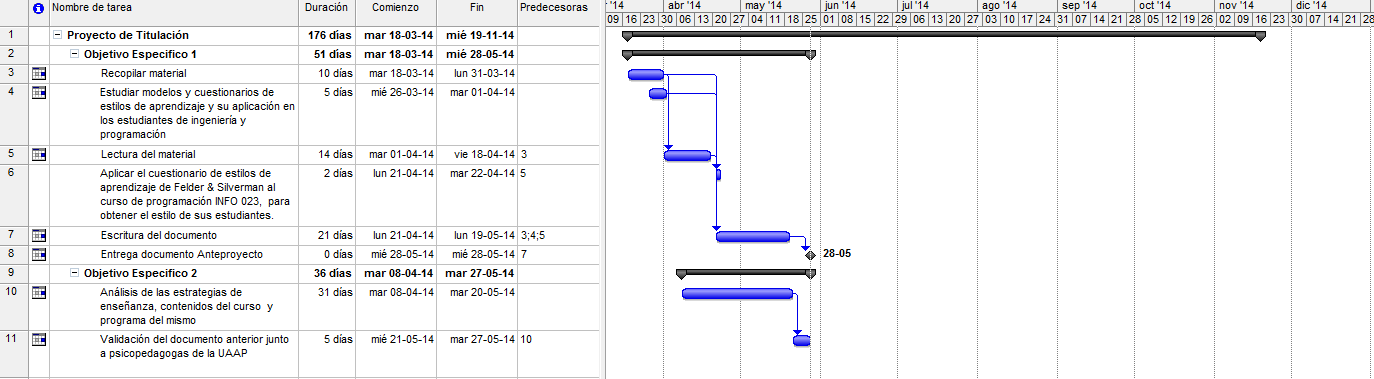 Nombre de tarea Duración Comienzo Fin Predecesoras '14 abr '14 may '14 jun '14 jul '14 ago '14 sep '14 oct '14 nov '14 dic '14
09 16 23 30 06 13 20 27 04 11 18 25 01 08 15 22 29 06 13 20 27 03 10 17 24 31 07 14 21 28 05 12 19 26 02 09 16 23 30 07 14 21 28
1 Proyecto de Titulación 176 días mar 18-03-14 mié 19-11-14
2 Objetivo Especifico 1 51 días mar 18-03-14 mié 28-05-14
3 Recopilar material 10 días mar 18-03-14 lun 31-03-14
4 Estudiar modelos y cuestionarios de 5 días mié 26-03-14 mar 01-04-14
estilos de aprendizaje y su aplicación en
los estudiantes de ingeniería y
programación
5 Lectura del material 14 días mar 01-04-14 vie 18-04-14 3
6 Aplicar el cuestionario de estilos de 2 días lun 21-04-14 mar 22-04-14 5
aprendizaje de Felder & Silverman al
curso de programación INFO 023, para
obtener el estilo de sus estudiantes.
7 Escritura del documento 21 días lun 21-04-14 lun 19-05-14 3;4;5
8 Entrega documento Anteproyecto 0 días mié 28-05-14 mié 28-05-14 7 28-05
9 Objetivo Especifico 2 36 días mar 08-04-14 mar 27-05-14
10 Análisis de las estrategias de 31 días mar 08-04-14 mar 20-05-14
enseñanza, contenidos del curso y
programa del mismo
11 Validación del documento anterior junto 5 días mié 21-05-14 mar 27-05-14 10
a psicopedagogas de la UAAP